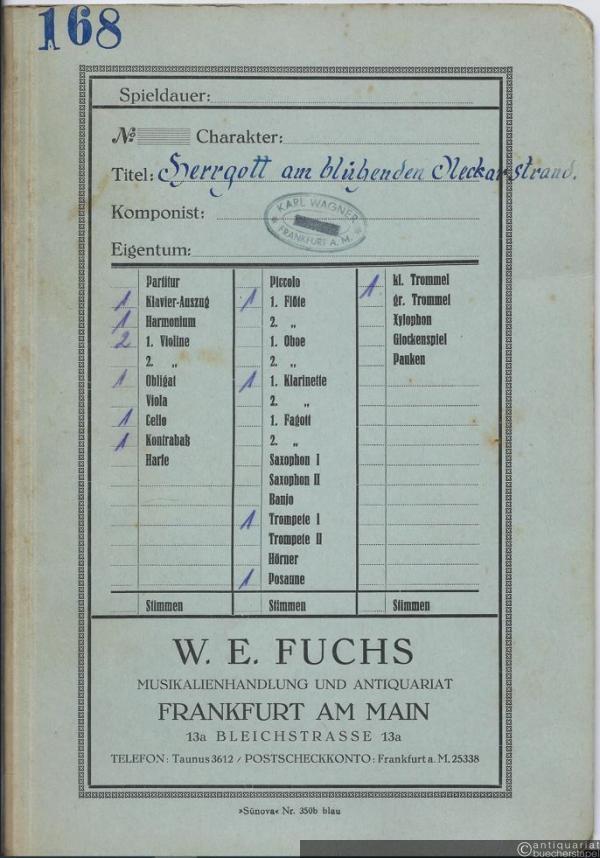 168
Spieldauer:
No. Charakter:
Titel: Herrgott am blühenden Neckarstrand.
Komponist:
KARL WAGNER
FRANKFURT A. M.
Eigentum:
Partitur
1 Klavier-Auszug
1 Harmonium
2 1. Violine
2. „
1 Obligat
Viola
1 Cello
1 Kontrabaß
Harfe
Stimmen
Piccolo
1 1. Flöte
2. „
1. Oboe
2. „
1 1. Klarinette
2. „
1. Fagott
2. „
Saxophon I
Saxophon II
Banjo
1 Trompete I
Trompete II
Hörner
1 Posaune
Stimmen
1 kl. Trommel
gr. Trommel
Xylophon
Glockenspiel
Pauken
Stimmen
W. E. FUCHS
MUSIKALIENHANDLUNG UND ANTIQUARIAT
FRANKFURT AM MAIN
13a BLEICHSTRASSE 13a
TELEFON: Taunus 3612 / POSTSCHECKKONTO: Frankfurt a. M. 25338
»Sünova« Nr. 350b blau
©antiquariat
buecherstapel